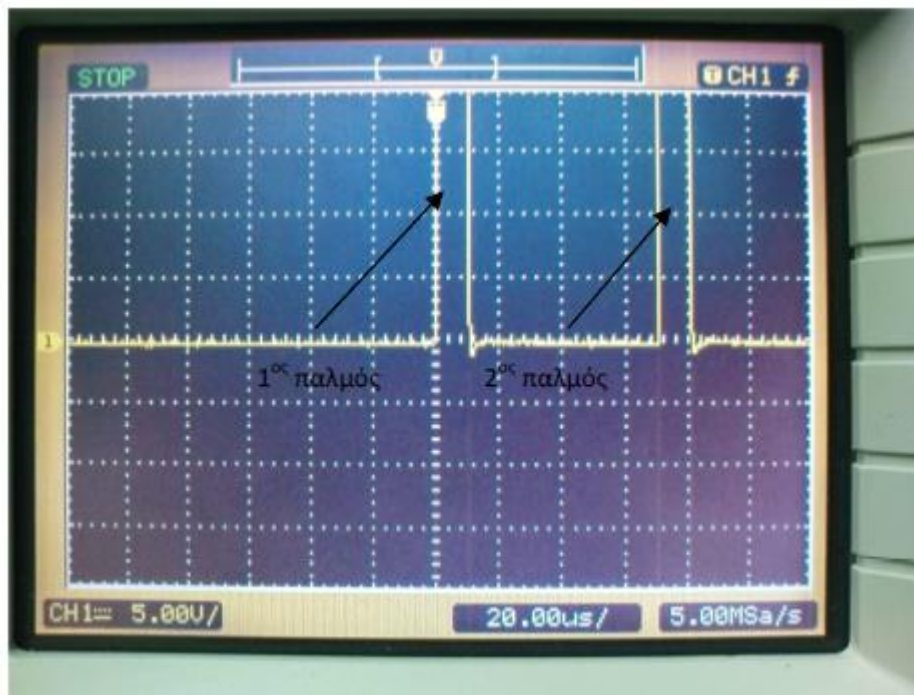 STOP
CH1
1
1ος παλμός
2ος παλμός
CH1 5.00V/
20.00us/
5.00MSa/s